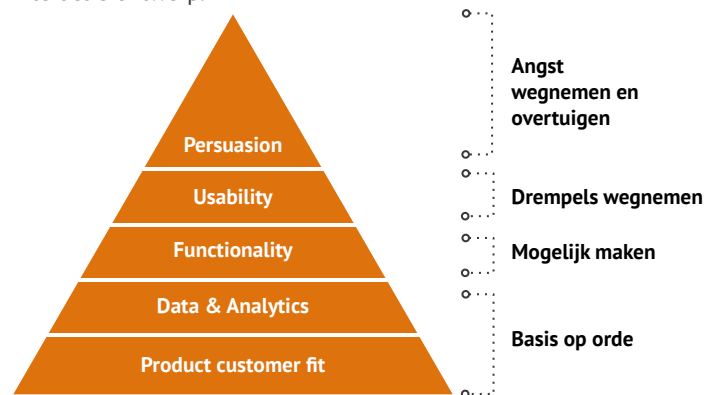 Persuasion
Usability
Functionality
Data & Analytics
Product customer fit
Angst
wegnemen en
overtuigen
Drempels wegnemen
Mogelijk maken
Basis op orde